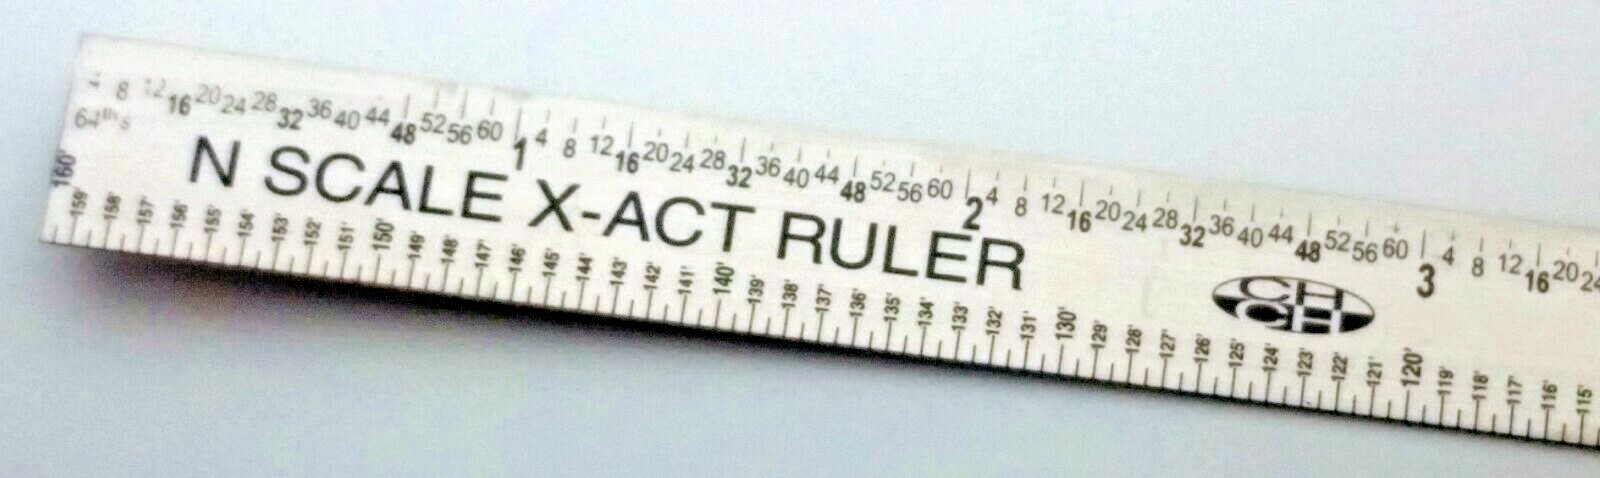 4 8 12 16 20 24 28 32 36 40 44 48 52 56 60 1 4 8 12 16 20 24 28 32 36 40 44 48 52 56 60 2 4 8 12 16 20 24 28 32 36 40 44 48 52 56 60 3 4 8 12 16 20 24
64ths
N SCALE X-ACT RULER
CH
CH
160' 159' 158' 157' 156' 155' 154' 153' 152' 151' 150' 149' 148' 147' 146' 145' 144' 143' 142' 141' 140' 139' 138' 137' 136' 135' 134' 133' 132' 131' 130' 129' 128' 127' 126' 125' 124' 123' 122' 121' 120' 119' 118' 117' 116' 115'